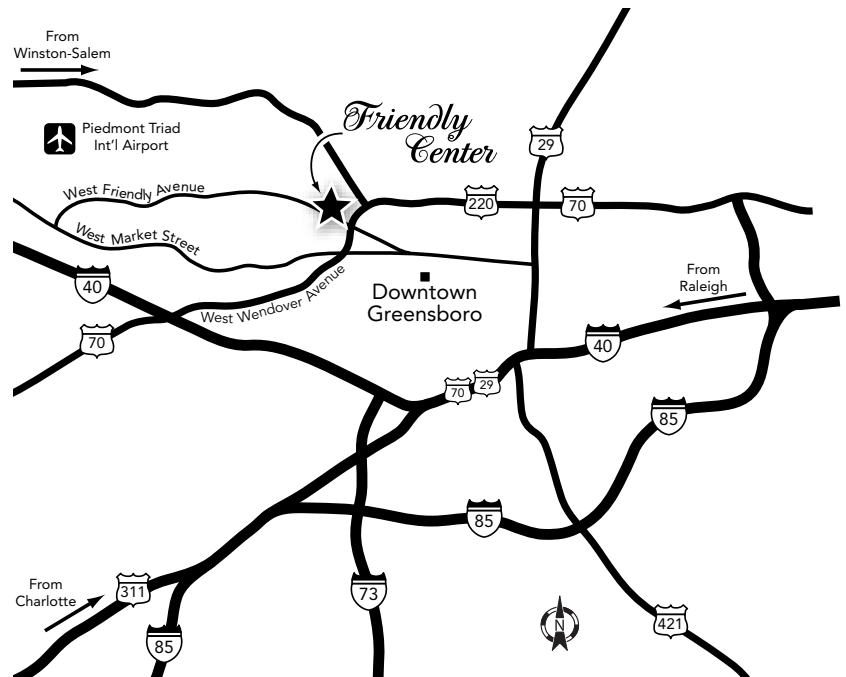 From
Winston-Salem
Piedmont Triad
Int'l Airport
Friendly
Center
29
West Friendly Avenue
220
70
West Market Street
40
From
Raleigh
Downtown
Greensboro
West Wendover Avenue
70
40
70
29
85
85
From
Charlotte
311
73
85
N
421